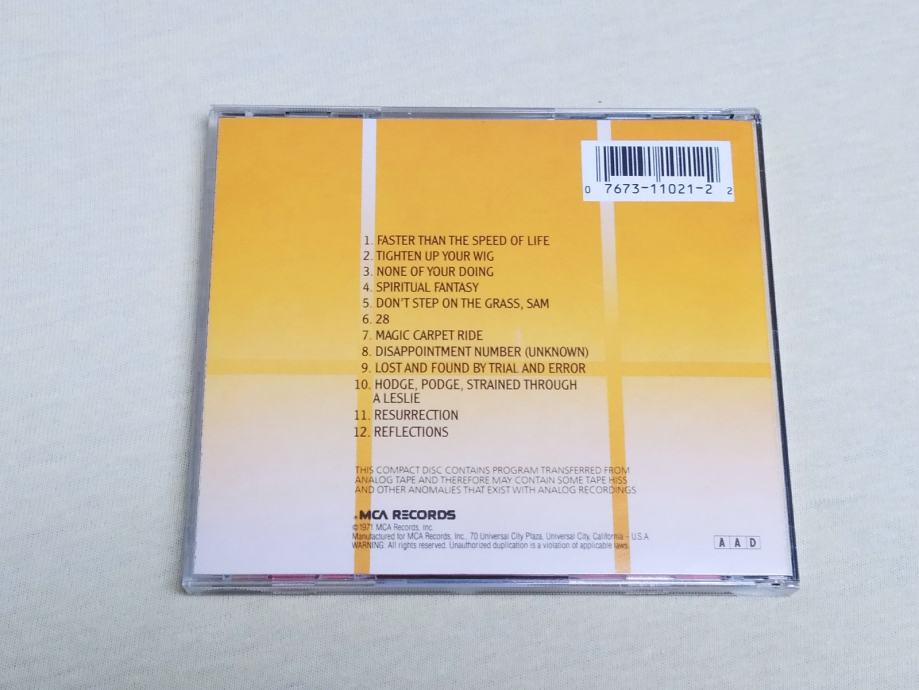 0 7673-11021-2 2
1. FASTER THAN THE SPEED OF LIFE
2. TIGHTEN UP YOUR WIG
3. NONE OF YOUR DOING
4. SPIRITUAL FANTASY
5. DON'T STEP ON THE GRASS, SAM
6. 28
7. MAGIC CARPET RIDE
8. DISAPPOINTMENT NUMBER (UNKNOWN)
9. LOST AND FOUND BY TRIAL AND ERROR
10. HODGE, PODGE, STRAINED THROUGH
A LESLIE
11. RESURRECTION
12. REFLECTIONS
THIS COMPACT DISC CONTAINS PROGRAM TRANSFERRED FROM
ANALOG TAPE AND THEREFORE MAY CONTAIN SOME TAPE HISS
AND OTHER ANOMALIES THAT EXIST WITH ANALOG RECORDINGS
MCA RECORDS
©1971 MCA Records, Inc.
Manufactured for MCA Records, Inc., 70 Universal City Plaza, Universal City, California – U.S.A.
WARNING: All rights reserved. Unauthorized duplication is a violation of applicable laws.
A A D